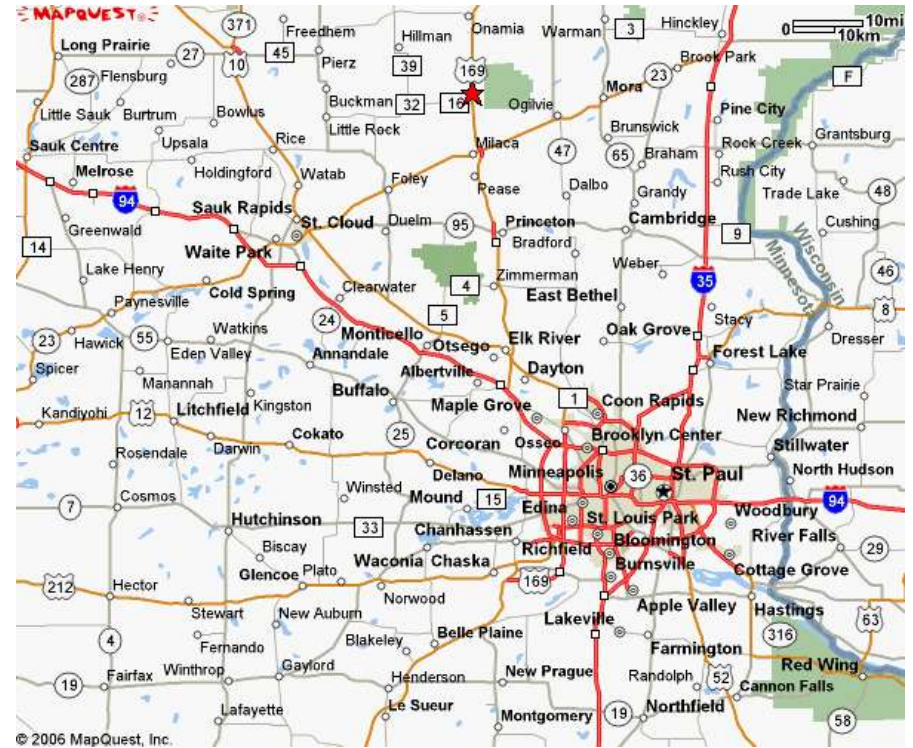 MAPQUEST
371
Freedhem
Hillman
Onamia
Warman
3
Hinckley
0 10mi
10km
Long Prairie
27
10
45
39
169
Brook Park
287
Flensburg
Pierz
23
F
Little Sauk
Burtrum
Bowlus
Buckman
32
16
Ogilvie
Mora
Pine City
Little Rock
Brunswick
Grantsburg
Sauk Centre
Upsala
Rice
Milaca
47
65
Braham
Rock Creek
Melrose
Holdingford
Watab
Foley
Pease
Dalbo
Grandy
Rush City
Trade Lake
48
94
Sauk Rapids
St. Cloud
Duelm
95
Princeton
Cambridge
9
Cushing
Greenwald
Waite Park
Bradford
Wisconsin
Minnesota
14
Lake Henry
4
Zimmerman
Weber
35
46
Cold Spring
Clearwater
East Bethel
Paynesville
24
5
Stacy
8
23
Hawick
55
Watkins
Monticello
Otsego
Elk River
Oak Grove
Dresser
Spicer
Eden Valley
Annandale
Albertville
Dayton
Forest Lake
Manannah
Buffalo
Star Prairie
Kandiyohi
12
Litchfield
Kingston
Maple Grove
1
Coon Rapids
New Richmond
Rosendale
Darwin
Cokato
25
Corcoran
Osseo
Brooklyn Center
Stillwater
Delano
Minneapolis
36
St. Paul
North Hudson
7
Cosmos
Winsted
Mound
15
Edina
St. Louis Park
Woodbury
94
Hutchinson
33
Chanhassen
Bloomington
River Falls
Biscay
Waconia
Chaska
Richfield
Burnsville
29
212
Hector
Glencoe
Plato
169
Cottage Grove
Stewart
New Auburn
Norwood
Lakeville
Apple Valley
Hastings
4
Fernando
Blakeley
Belle Plaine
Farmington
316
63
19
Fairfax
Winthrop
Gaylord
Henderson
New Prague
Randolph
52
Red Wing
Cannon Falls
Lafayette
Le Sueur
Montgomery
19
Northfield
58
© 2006 MapQuest, Inc.